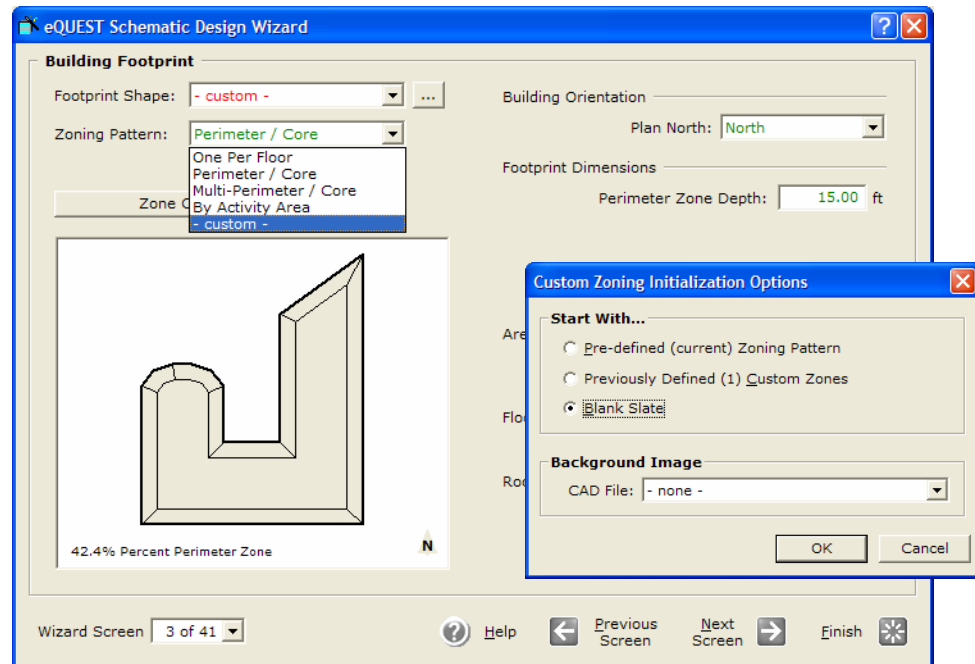 eQUEST Schematic Design Wizard
Building Footprint
Footprint Shape: - custom - ...
Zoning Pattern: Perimeter / Core
One Per Floor
Perimeter / Core
Multi-Perimeter / Core
By Activity Area
- custom -
Zone C
42.4% Percent Perimeter Zone
N
Building Orientation
Plan North: North
Footprint Dimensions
Perimeter Zone Depth: 15.00 ft
Are
Floo
Roo
Custom Zoning Initialization Options
Start With...
Pre-defined (current) Zoning Pattern
Previously Defined (1) Custom Zones
Blank Slate
Background Image
CAD File: - none -
OK Cancel
Wizard Screen 3 of 41
Help
Previous Screen
Next Screen
Finish